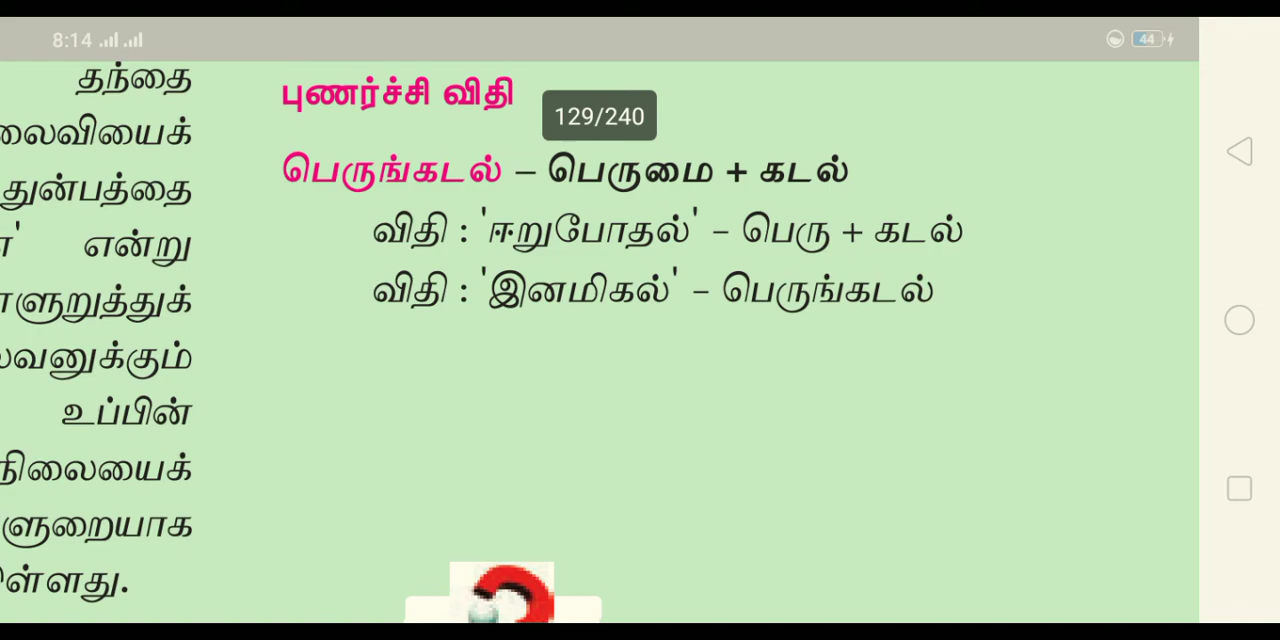 8:14
44
தந்தை
புணர்ச்சி விதி
129/240
லைவியைக்
பெருங்கடல் – பெருமை + கடல்
துன்பத்தை
விதி : 'ஈறுபோதல்' – பெரு + கடல்
' என்று
விதி : 'இனமிகல்' – பெருங்கடல்
ளுறுத்துக்
வனுக்கும்
உப்பின்
நிலையைக்
ளுறையாக
ள்ளது.